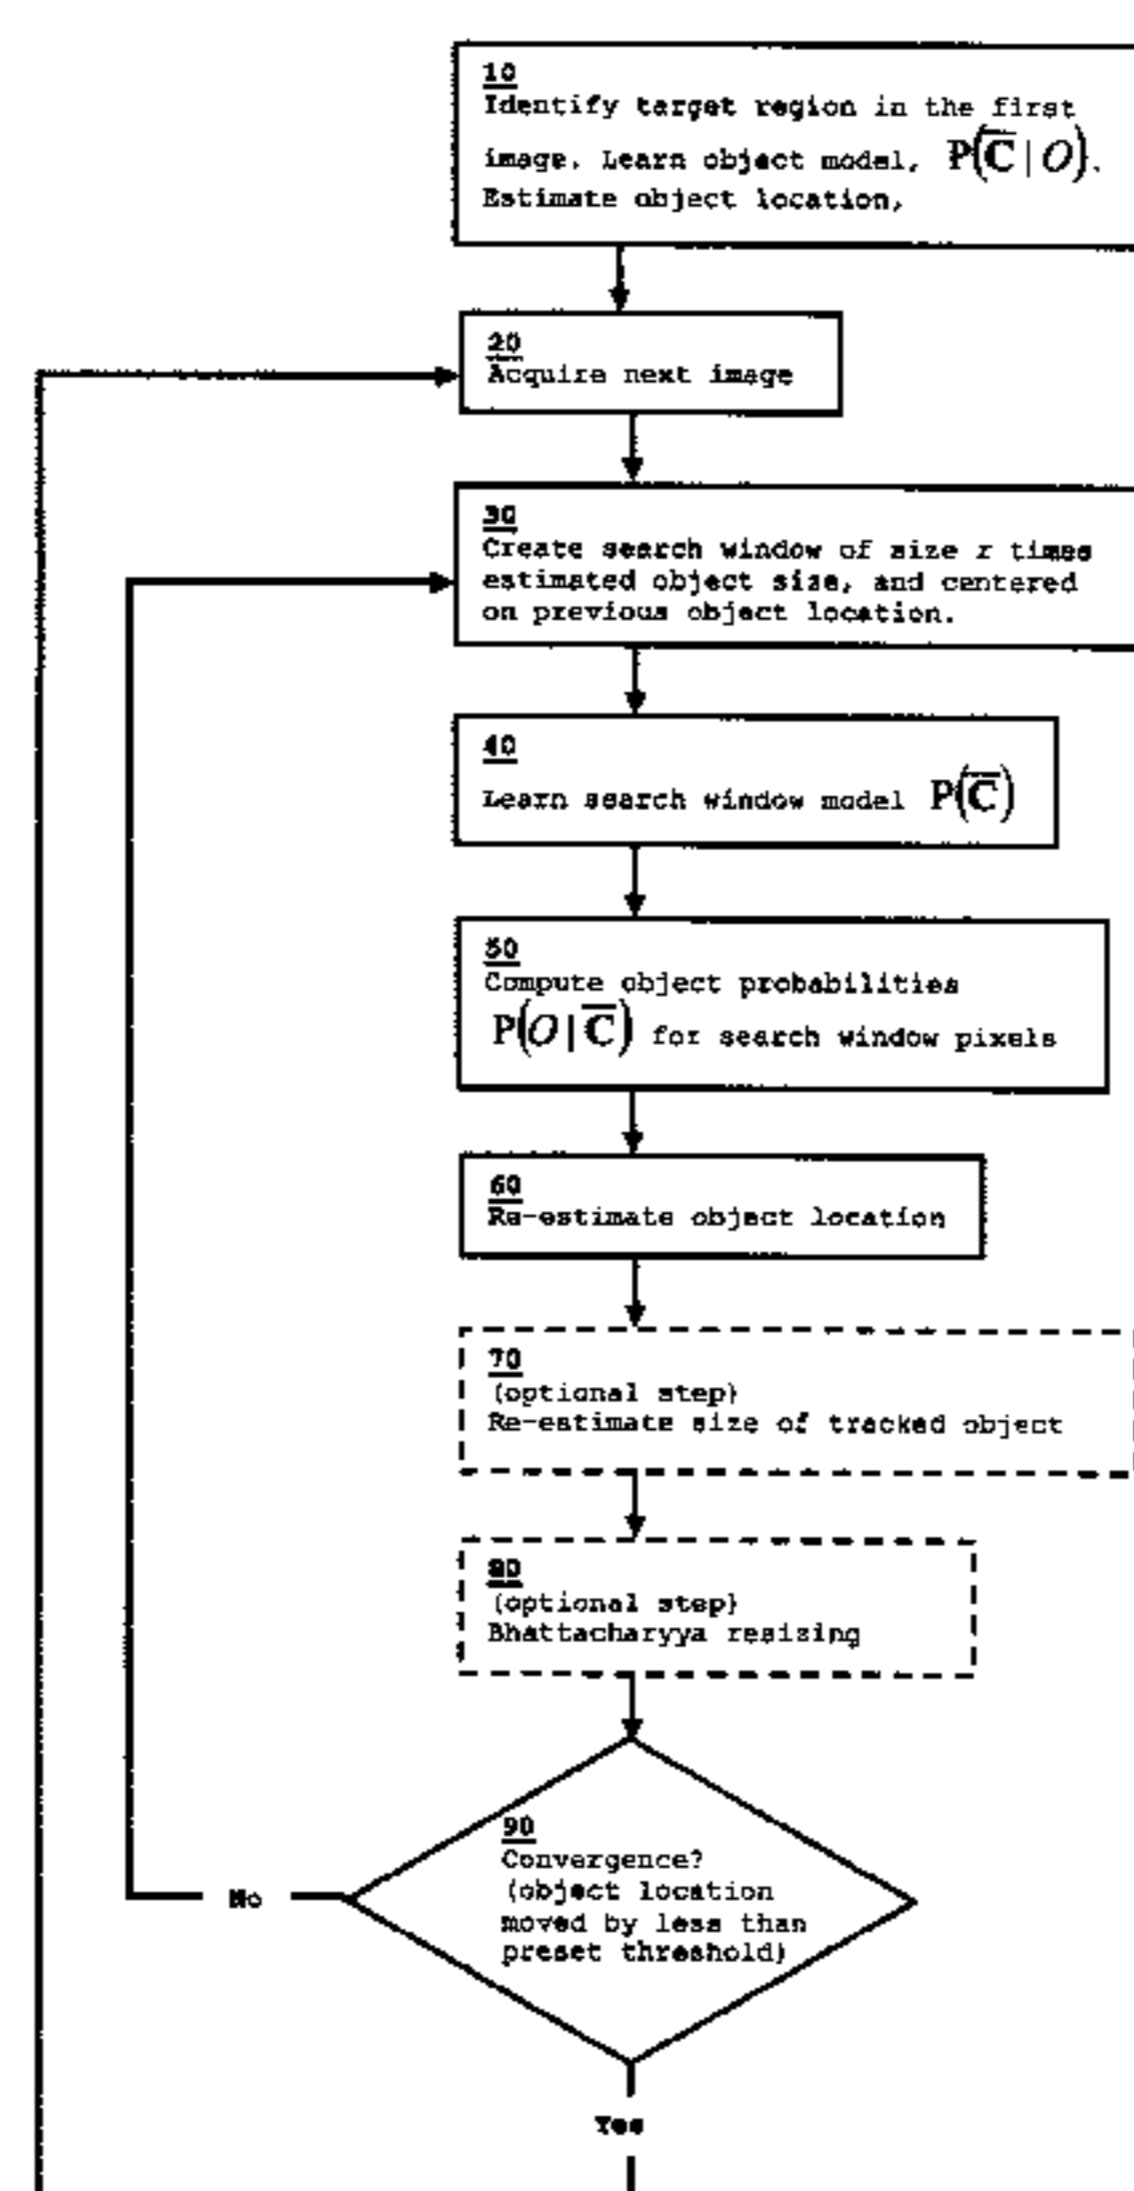 10
Identify target region in the first
image. Learn object model, P(C̅ | O).
Estimate object location,
20
Acquire next image
30
Create search window of size r times
estimated object size, and centered
on previous object location.
40
Learn search window model P(C̅)
50
Compute object probabilities
P(O | C̅) for search window pixels
60
Re-estimate object location
70
(optional step)
Re-estimate size of tracked object
80
(optional step)
Bhattacharyya resizing
90
Convergence?
(object location
moved by less than
preset threshold)
No
Yes